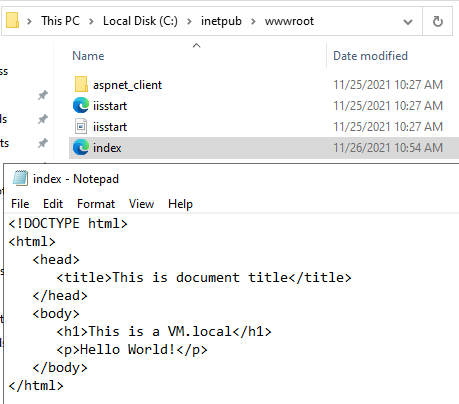 This PC > Local Disk (C:) > inetpub > wwwroot
Name Date modified
aspnet_client 11/25/2021 10:27 AM
iisstart 11/25/2021 10:27 AM
iisstart 11/25/2021 10:27 AM
index 11/26/2021 10:54 AM
index - Notepad
File Edit Format View Help
<!DOCTYPE html>
<html>
<head>
<title>This is document title</title>
</head>
<body>
<h1>This is a VM.local</h1>
<p>Hello World!</p>
</body>
</html>